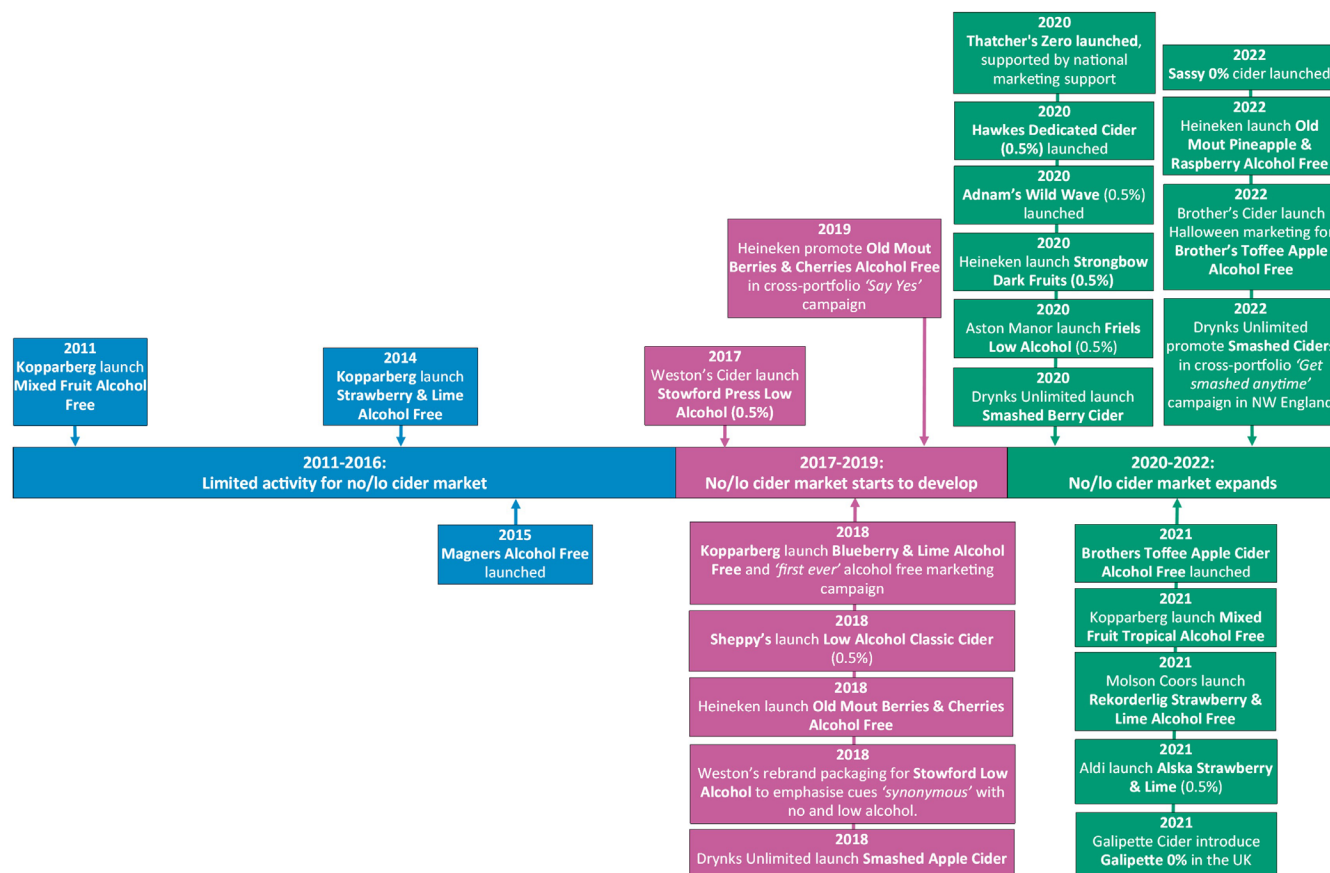 2011
Kopparberg launch
Mixed Fruit Alcohol
Free
2014
Kopparberg launch
Strawberry & Lime
Alcohol Free
2017
Weston’s Cider launch
Stowford Press Low
Alcohol (0.5%)
2019
Heineken promote Old Mout
Berries & Cherries Alcohol Free
in cross-portfolio ‘Say Yes’
campaign
2020
Thatcher's Zero launched,
supported by national
marketing support
2020
Hawkes Dedicated Cider
(0.5%) launched
2020
Adnam’s Wild Wave (0.5%)
launched
2020
Heineken launch Strongbow
Dark Fruits (0.5%)
2020
Aston Manor launch Friels
Low Alcohol (0.5%)
2020
Drynks Unlimited launch
Smashed Berry Cider
2022
Sassy 0% cider launched
2022
Heineken launch Old
Mout Pineapple &
Raspberry Alcohol Free
2022
Brother’s Cider launch
Halloween marketing for
Brother’s Toffee Apple
Alcohol Free
2022
Drynks Unlimited
promote Smashed Ciders
in cross-portfolio ‘Get
smashed anytime’
campaign in NW England
2011-2016:
Limited activity for no/lo cider market
2017-2019:
No/lo cider market starts to develop
2020-2022:
No/lo cider market expands
2015
Magners Alcohol Free
launched
2018
Kopparberg launch Blueberry & Lime Alcohol
Free and ‘first ever’ alcohol free marketing
campaign
2018
Sheppy’s launch Low Alcohol Classic Cider
(0.5%)
2018
Heineken launch Old Mout Berries & Cherries
Alcohol Free
2018
Weston’s rebrand packaging for Stowford Low
Alcohol to emphasise cues ‘synonymous’ with
no and low alcohol.
2018
Drynks Unlimited launch Smashed Apple Cider
2021
Brothers Toffee Apple Cider
Alcohol Free launched
2021
Kopparberg launch Mixed
Fruit Tropical Alcohol Free
2021
Molson Coors launch
Rekorderlig Strawberry &
Lime Alcohol Free
2021
Aldi launch Alska Strawberry
& Lime (0.5%)
2021
Galipette Cider introduce
Galipette 0% in the UK